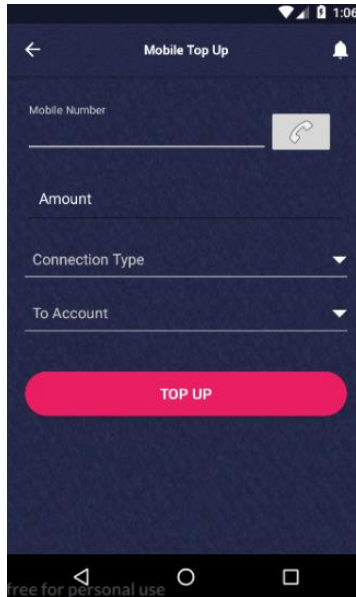 1:06
Mobile Top Up
Mobile Number
Amount
Connection Type
To Account
TOP UP
free for personal use